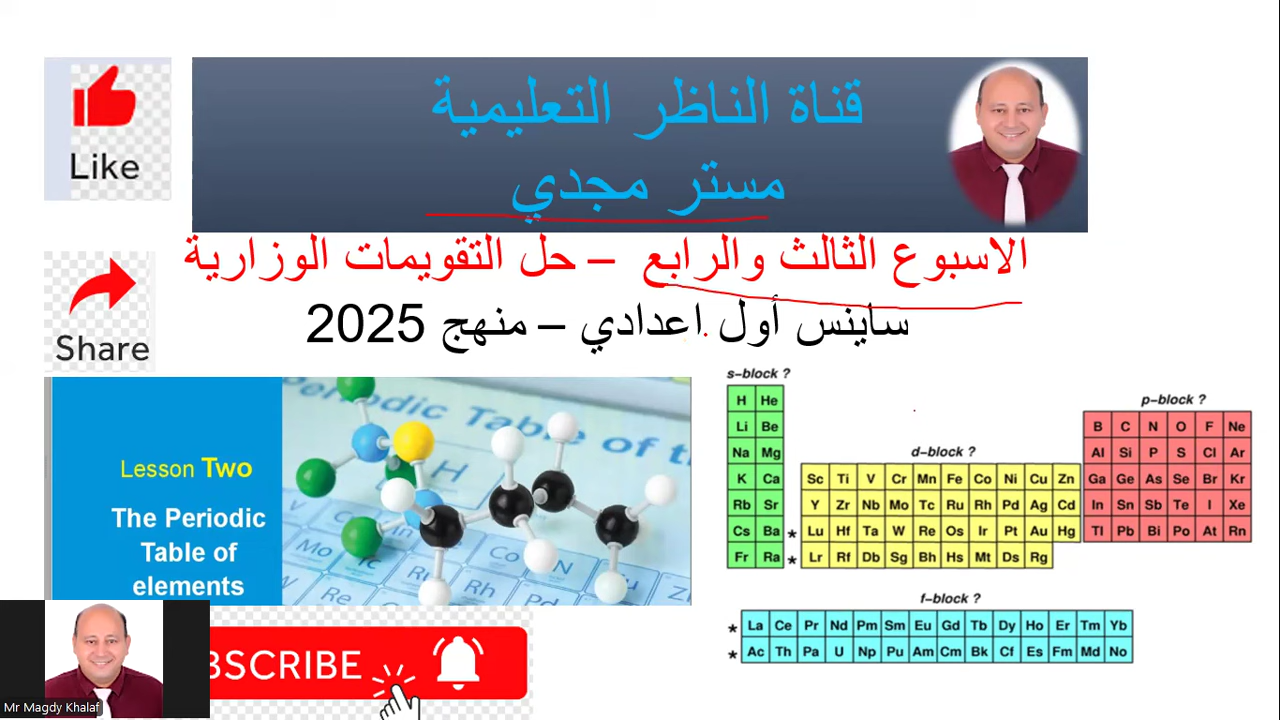 Like
قناة الناظر التعليمية
مستر مجدي
الاسبوع الثالث والرابع – حل التقويمات الوزارية
Share
ساينس أول اعدادي – منهج 2025
Lesson Two
The Periodic
Table of
elements
Periodic Table of t
s-block ?
H He
Li Be
Na Mg
K Ca
Rb Sr
Cs Ba *
Fr Ra *
d-block ?
Sc Ti V Cr Mn Fe Co Ni Cu Zn
Y Zr Nb Mo Tc Ru Rh Pd Ag Cd
Lu Hf Ta W Re Os Ir Pt Au Hg
Lr Rf Db Sg Bh Hs Mt Ds Rg
p-block ?
B C N O F Ne
Al Si P S Cl Ar
Ga Ge As Se Br Kr
In Sn Sb Te I Xe
Tl Pb Bi Po At Rn
f-block ?
* La Ce Pr Nd Pm Sm Eu Gd Tb Dy Ho Er Tm Yb
* Ac Th Pa U Np Pu Am Cm Bk Cf Es Fm Md No
BSCRIBE
Mr Magdy Khalaf